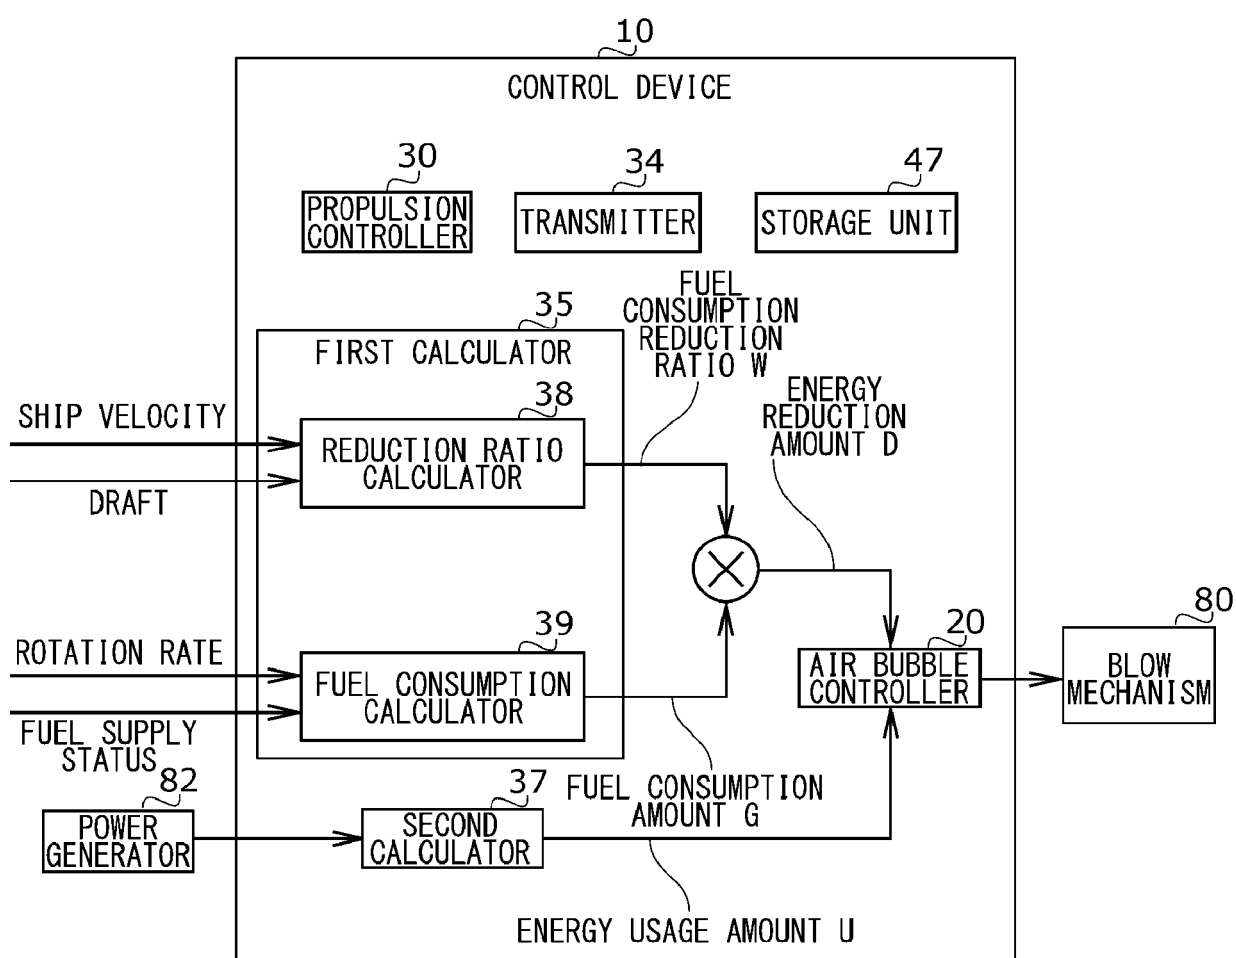 10
CONTROL DEVICE
30
PROPULSION
CONTROLLER
34
TRANSMITTER
47
STORAGE UNIT
FUEL
CONSUMPTION
REDUCTION
RATIO W
35
FIRST CALCULATOR
ENERGY
REDUCTION
AMOUNT D
SHIP VELOCITY
38
REDUCTION RATIO
CALCULATOR
DRAFT
ROTATION RATE
39
FUEL CONSUMPTION
CALCULATOR
20
AIR BUBBLE
CONTROLLER
80
BLOW
MECHANISM
FUEL SUPPLY
STATUS
82
POWER
GENERATOR
37
SECOND
CALCULATOR
FUEL CONSUMPTION
AMOUNT G
ENERGY USAGE AMOUNT U